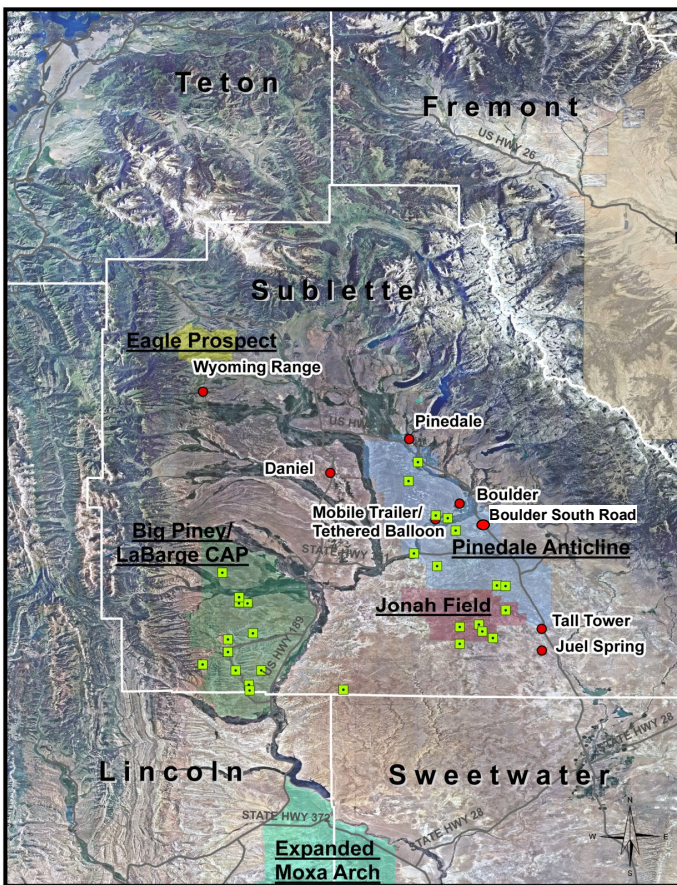 Teton
Fremont
US HWY 26
Sublette
Eagle Prospect
Wyoming Range
US HW
Pinedale
Daniel
Boulder
Mobile Trailer/
Tethered Balloon
Boulder South Road
Big Piney/
LaBarge CAP
STATE HWY
Pinedale Anticline
Jonah Field
US HWY 189
Tall Tower
Juel Spring
STATE HWY 28
Lincoln
Sweetwater
STATE HWY 372
STATE HWY 28
Expanded
Moxa Arch
N
W
E
S